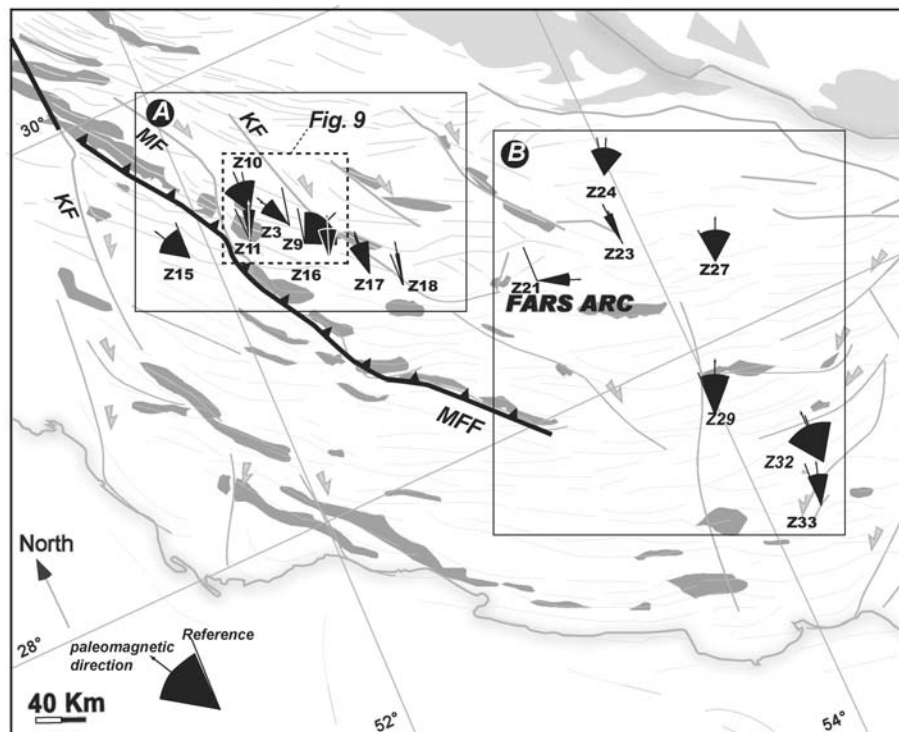 30°
A
MF
KF
Fig. 9
B
Z10
Z24
KF
Z3
Z11
Z9
Z23
Z15
Z16
Z17
Z18
Z27
Z21
FARS ARC
MFF
Z29
Z32
Z33
North
Reference
paleomagnetic
direction
28°
40 Km
52°
54°